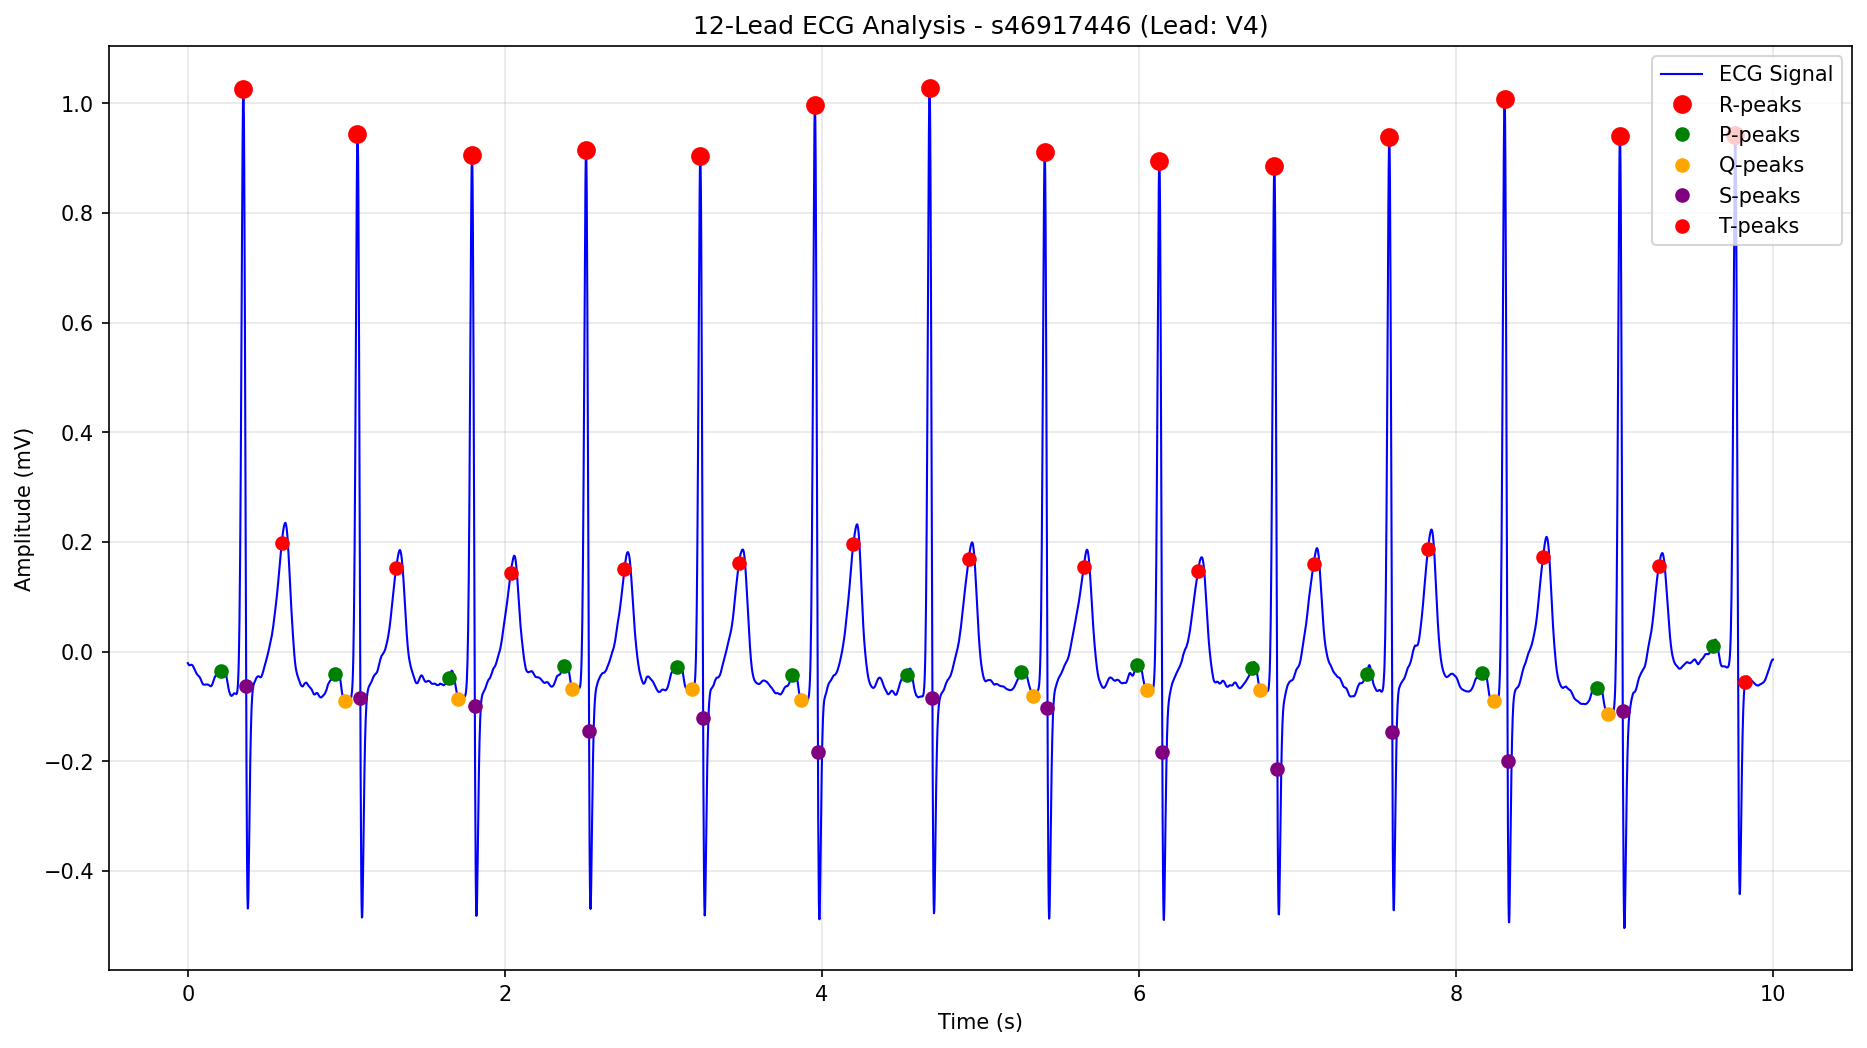 12-Lead ECG Analysis - s46917446 (Lead: V4)
ECG Signal
R-peaks
P-peaks
Q-peaks
S-peaks
T-peaks
Amplitude (mV)
1.0
0.8
0.6
0.4
0.2
0.0
−0.2
−0.4
0 2 4 6 8 10
Time (s)